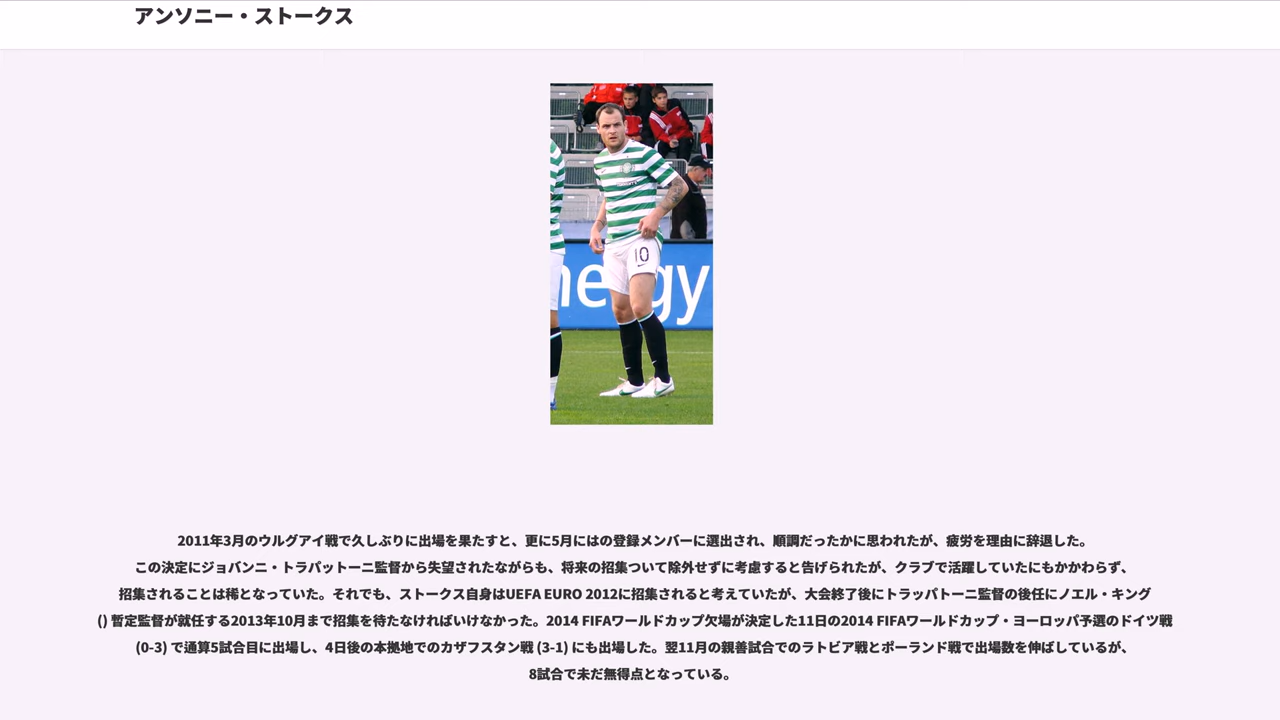 アンソニー・ストークス
10
energy
2011年3月のウルグアイ戦で久しぶりに出場を果たすと、更に5月にはの登録メンバーに選出され、順調だったかに思われたが、疲労を理由に辞退した。
この決定にジョバンニ・トラパットーニ監督から失望されたながらも、将来の招集ついて除外せずに考慮すると告げられたが、クラブで活躍していたにもかかわらず、
招集されることは稀となっていた。それでも、ストークス自身はUEFA EURO 2012に招集されると考えていたが、大会終了後にトラッパトーニ監督の後任にノエル・キング
() 暫定監督が就任する2013年10月まで招集を待たなければいけなかった。2014 FIFAワールドカップ欠場が決定した11日の2014 FIFAワールドカップ・ヨーロッパ予選のドイツ戦
(0-3) で通算5試合目に出場し、4日後の本拠地でのカザフスタン戦 (3-1) にも出場した。翌11月の親善試合でのラトビア戦とポーランド戦で出場数を伸ばしているが、
8試合で未だ無得点となっている。